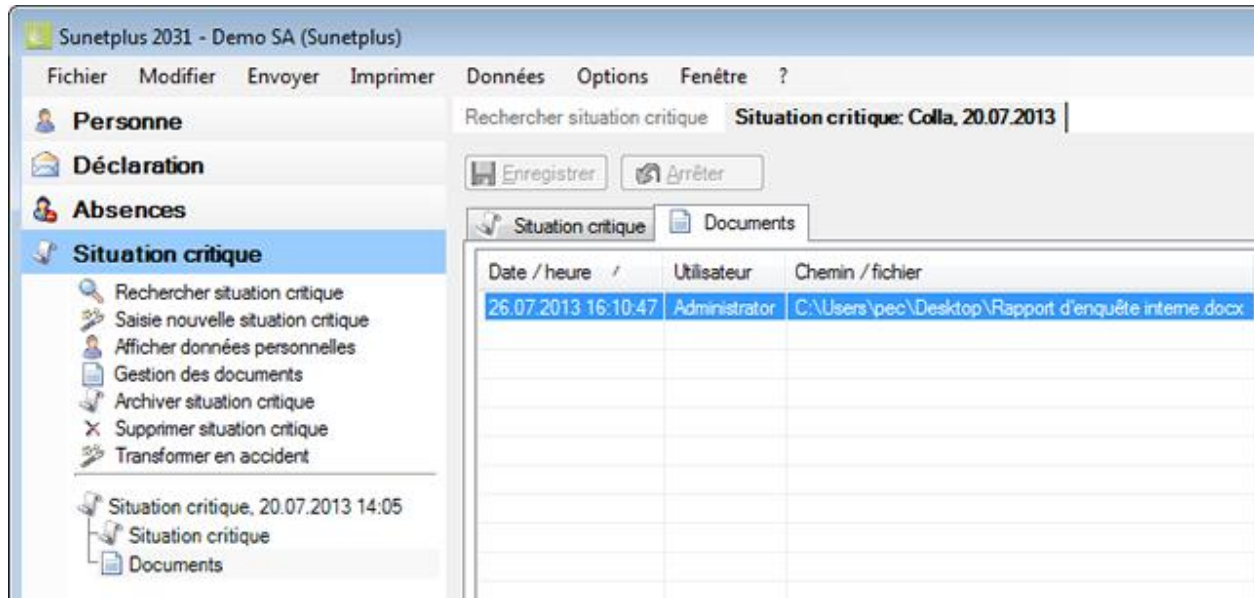 Sunetplus 2031 - Demo SA (Sunetplus)
Fichier Modifier Envoyer Imprimer Données Options Fenêtre ?
Personne
Déclaration
Absences
Situation critique
Rechercher situation critique
Saisie nouvelle situation critique
Afficher données personnelles
Gestion des documents
Archiver situation critique
Supprimer situation critique
Transformer en accident
Situation critique, 20.07.2013 14:05
Situation critique
Documents
Rechercher situation critique Situation critique: Colla, 20.07.2013
Enregistrer Arrêter
Situation critique Documents
Date / heure Utilisateur Chemin / fichier
26.07.2013 16:10:47 Administrator C:\Users\pec\Desktop\Rapport d'enquête interne.docx